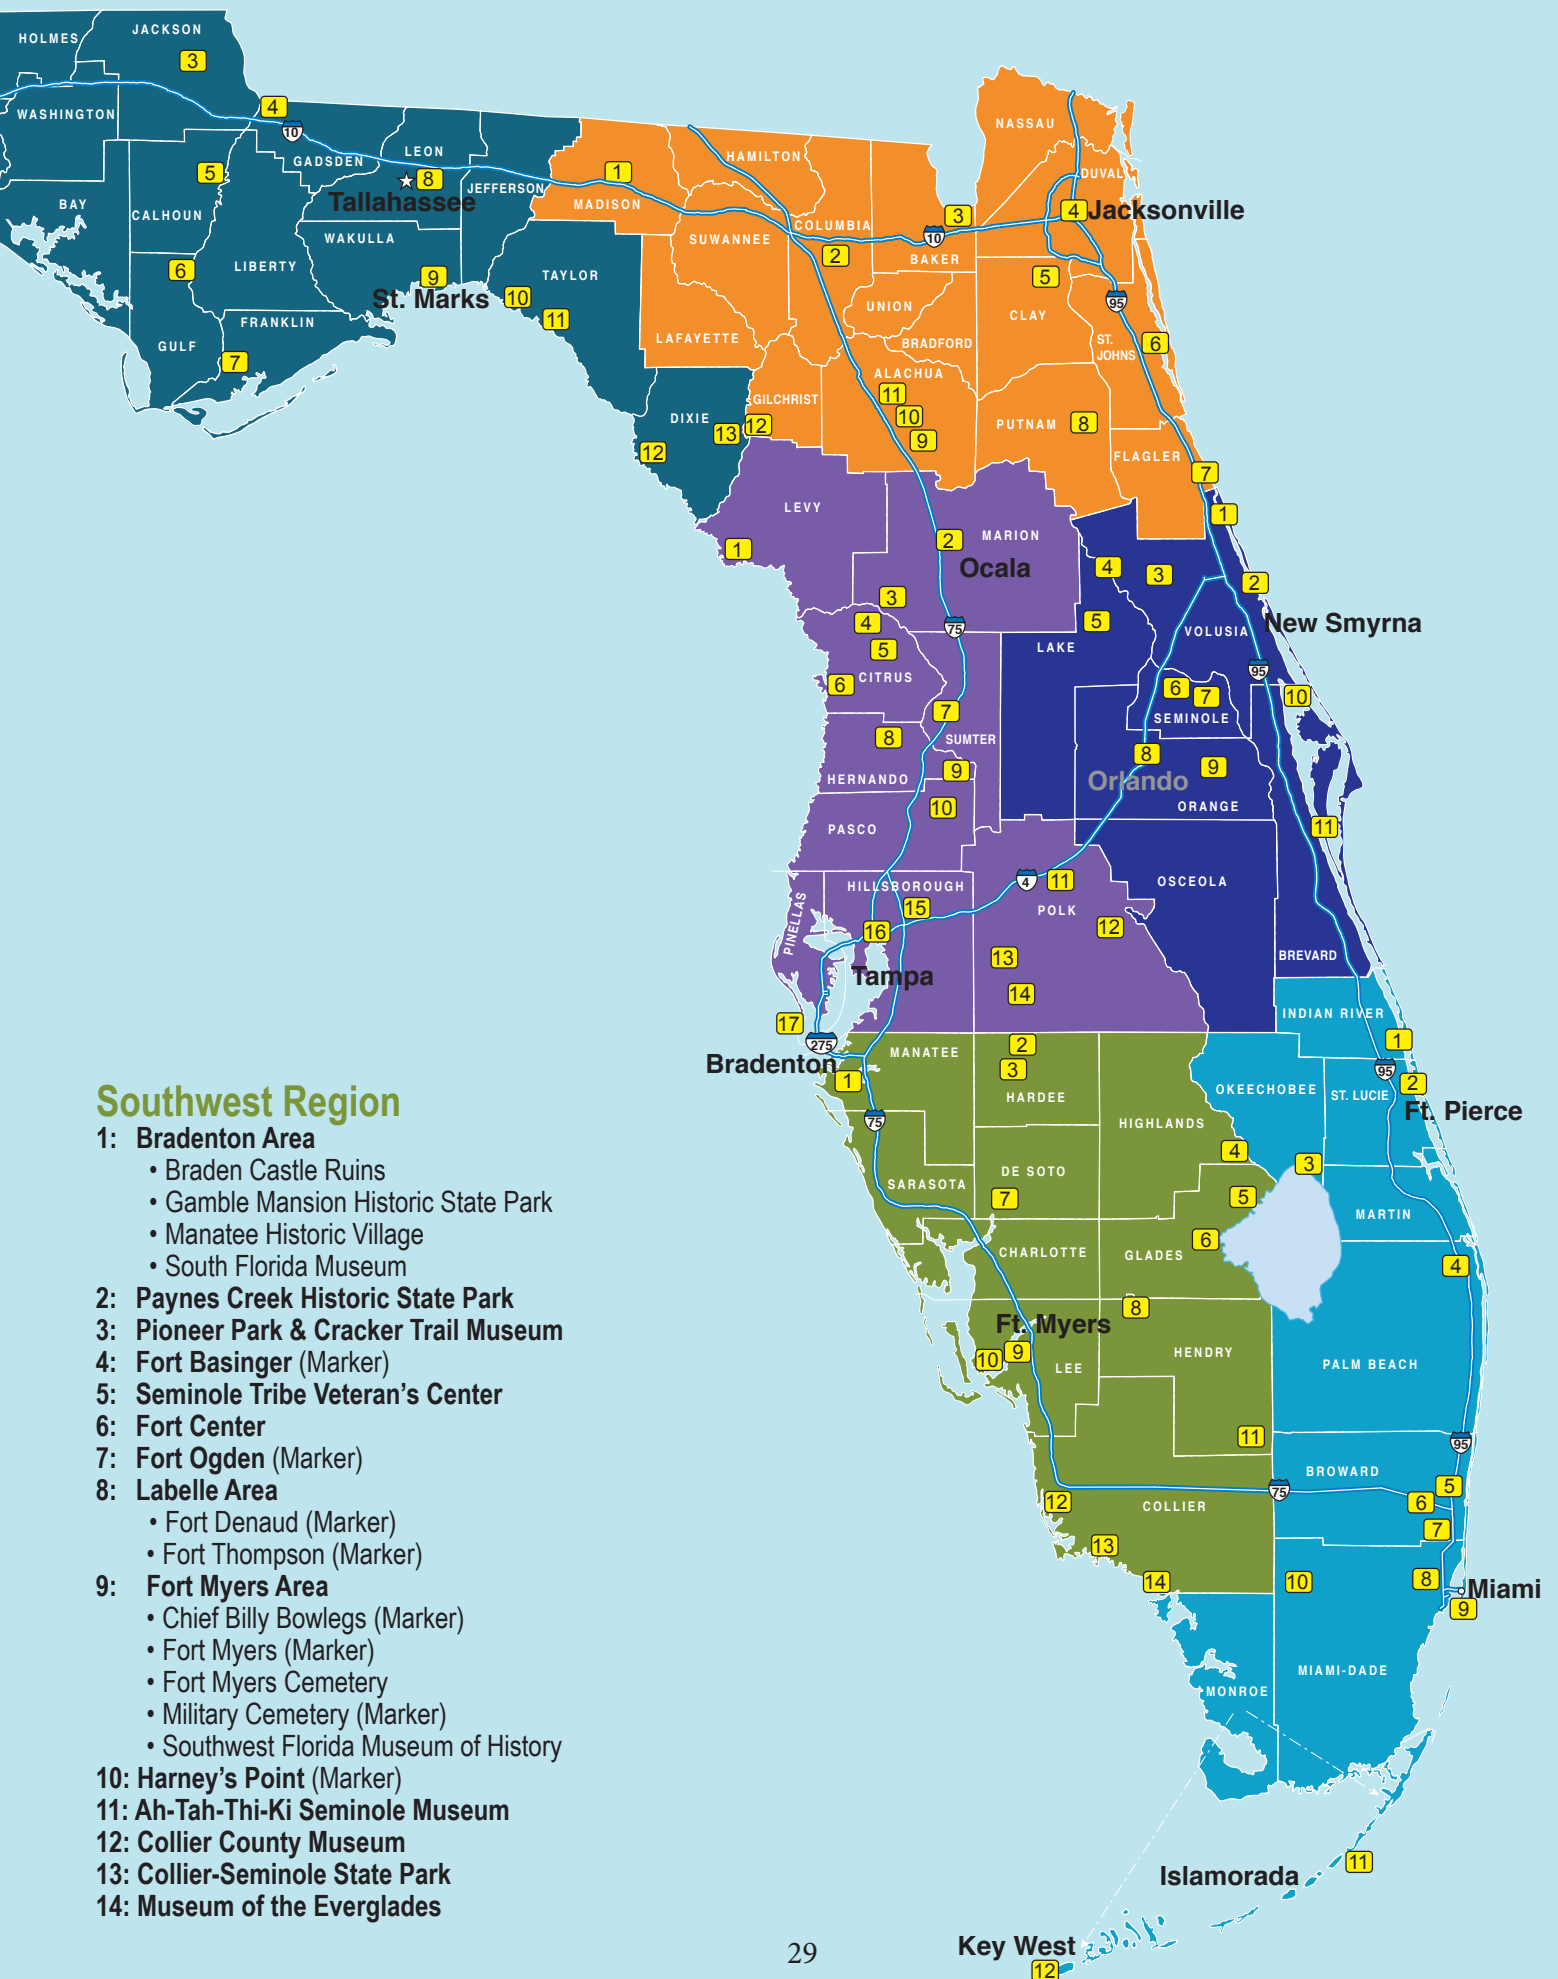 HOLMES
JACKSON
3
WASHINGTON
4
10
GADSDEN
LEON
8
Tallahassee
JEFFERSON
5
BAY
CALHOUN
WAKULLA
6
LIBERTY
9
St. Marks
FRANKLIN
GULF
7
TAYLOR
10
11
DIXIE
13
12
NASSAU
HAMILTON
1
MADISON
DUVAL
3
4
Jacksonville
COLUMBIA
SUWANNEE
2
10
BAKER
5
UNION
95
CLAY
LAFAYETTE
BRADFORD
ST.
JOHNS
6
ALACHUA
GILCHRIST
11
10
9
12
PUTNAM
8
FLAGLER
7
LEVY
1
2
MARION
Ocala
3
4
75
5
CITRUS
6
7
8
SUMTER
HERNANDO
9
10
PASCO
HILLSBOROUGH
4
11
15
POLK
PINELLAS
16
12
13
Tampa
14
17
1
4
3
2
5
VOLUSIA
New Smyrna
LAKE
95
6
7
10
SEMINOLE
8
9
Orlando
ORANGE
11
OSCEOLA
BREVARD
275
Bradenton
MANATEE
2
3
1
HARDEE
75
HIGHLANDS
4
DE SOTO
SARASOTA
7
5
6
CHARLOTTE
GLADES
8
Ft. Myers
10
9
LEE
HENDRY
11
75
12
COLLIER
13
14
INDIAN RIVER
1
95
2
OKEECHOBEE
ST. LUCIE
Ft. Pierce
3
MARTIN
4
PALM BEACH
95
BROWARD
5
6
7
10
8
Miami
9
MIAMI-DADE
MONROE
11
Islamorada
Key West
12
Southwest Region
1: Bradenton Area
• Braden Castle Ruins
• Gamble Mansion Historic State Park
• Manatee Historic Village
• South Florida Museum
2: Paynes Creek Historic State Park
3: Pioneer Park & Cracker Trail Museum
4: Fort Basinger (Marker)
5: Seminole Tribe Veteran’s Center
6: Fort Center
7: Fort Ogden (Marker)
8: Labelle Area
• Fort Denaud (Marker)
• Fort Thompson (Marker)
9: Fort Myers Area
• Chief Billy Bowlegs (Marker)
• Fort Myers (Marker)
• Fort Myers Cemetery
• Military Cemetery (Marker)
• Southwest Florida Museum of History
10: Harney’s Point (Marker)
11: Ah-Tah-Thi-Ki Seminole Museum
12: Collier County Museum
13: Collier-Seminole State Park
14: Museum of the Everglades
29